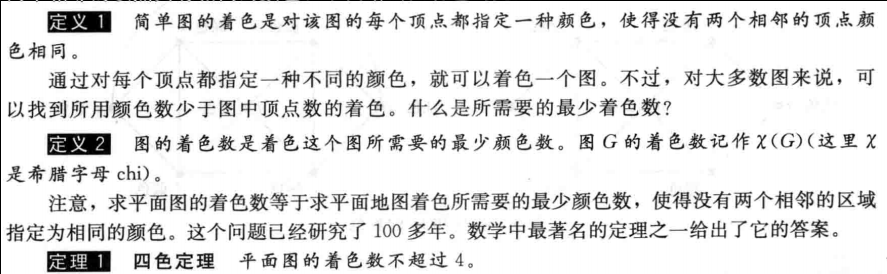 定义1 简单图的着色是对该图的每个顶点都指定一种颜色，使得没有两个相邻的顶点颜
色相同。
通过对每个顶点都指定一种不同的颜色，就可以着色一个图。不过，对大多数图来说，可
以找到所用颜色数少于图中顶点数的着色。什么是所需要的最少着色数？
定义2 图的着色数是着色这个图所需要的最少颜色数。图 G 的着色数记作 χ(G)(这里 χ
是希腊字母 chi)。
注意，求平面图的着色数等于求平面地图着色所需要的最少颜色数，使得没有两个相邻的区域
指定为相同的颜色。这个问题已经研究了 100 多年。数学中最著名的定理之一给出了它的答案。
定理1 四色定理 平面图的着色数不超过 4。